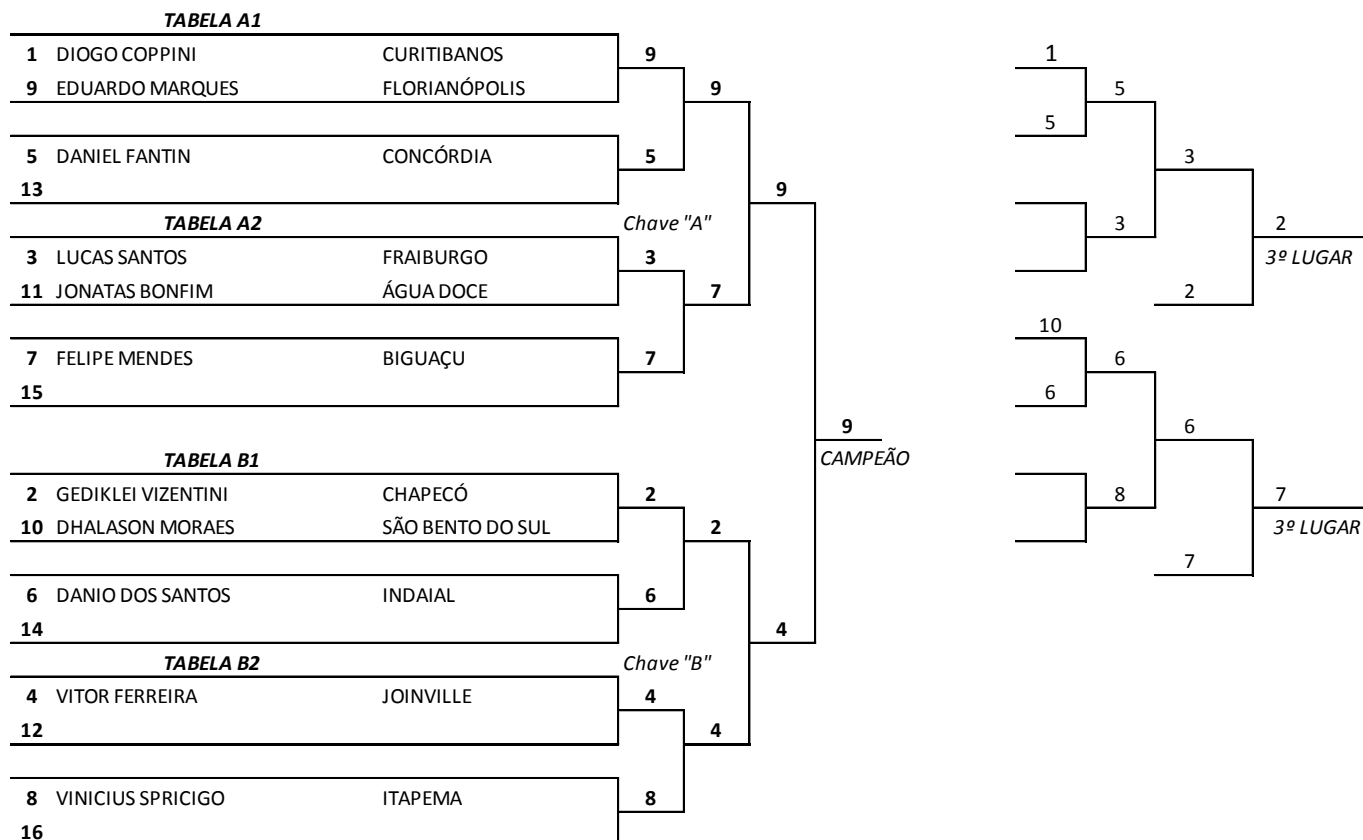 TABELA A1
1 DIOGO COPPINI CURITIBANOS 9 1
9 EDUARDO MARQUES FLORIANÓPOLIS 9 5
5
5 DANIEL FANTIN CONCÓRDIA 5 3
13 9
TABELA A2 Chave "A" 3 2
3 LUCAS SANTOS FRAIBURGO 3 3º LUGAR
11 JONATAS BONFIM ÁGUA DOCE 7 2
10
7 FELIPE MENDES BIGUAÇU 7 6
15 6
9 6
TABELA B1 CAMPEÃO
2 GEDIKLEI VIZENTINI CHAPECÓ 2 8 7
10 DHALASON MORAES SÃO BENTO DO SUL 2 3º LUGAR
7
6 DANIO DOS SANTOS INDAIAL 6
14 4
TABELA B2 Chave "B"
4 VITOR FERREIRA JOINVILLE 4
12 4
8 VINICIUS SPRICIGO ITAPEMA 8
16